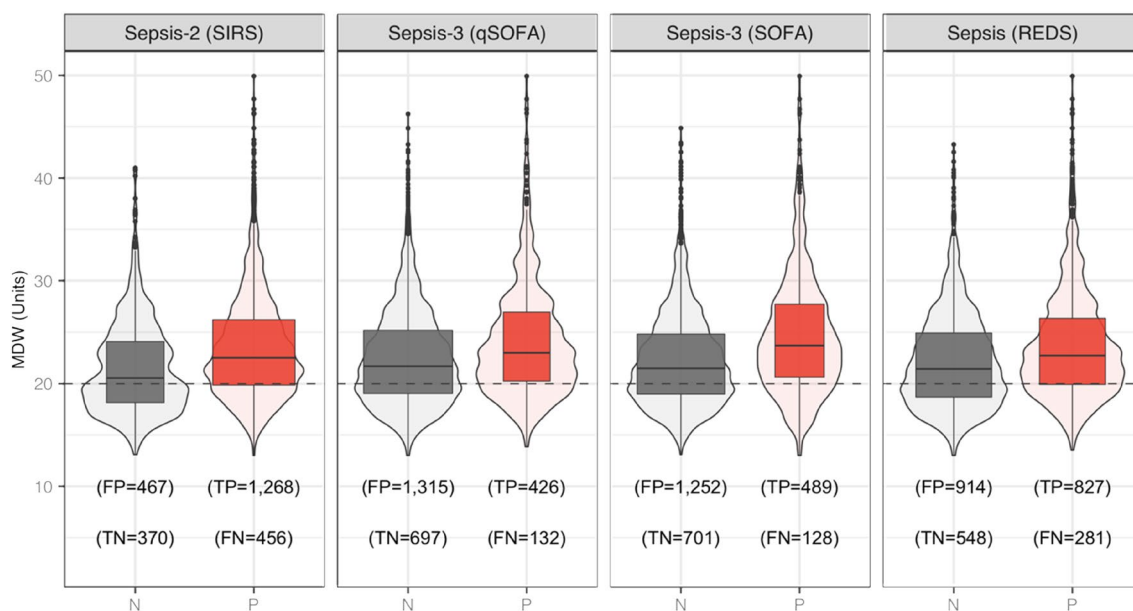 Sepsis-2 (SIRS) Sepsis-3 (qSOFA) Sepsis-3 (SOFA) Sepsis (REDS)
50
40
30
20
10
MDW (Units)
(FP=467) (TP=1,268) (FP=1,315) (TP=426) (FP=1,252) (TP=489) (FP=914) (TP=827)
(TN=370) (FN=456) (TN=697) (FN=132) (TN=701) (FN=128) (TN=548) (FN=281)
N P N P N P N P